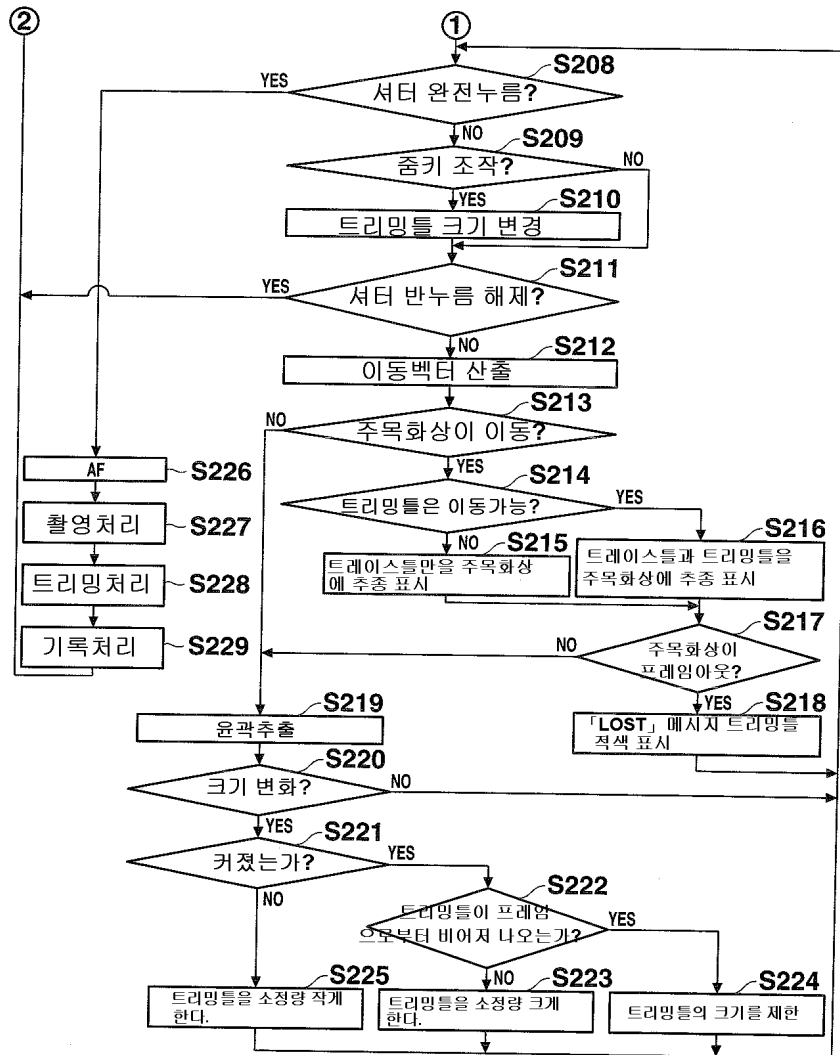 ②
①
S208
셔터 완전누름?
YES
NO
S209
줌키 조작?
NO
YES
S210
트리밍틀 크기 변경
S211
셔터 반누름 해제?
YES
NO
S212
이동벡터 산출
S213
주목화상이 이동?
NO
YES
S214
트리밍틀은 이동가능?
YES
NO
S215
트레이스틀만을 주목화상
에 추종 표시
S216
트레이스틀과 트리밍틀을
주목화상에 추종 표시
S217
주목화상이
프레임아웃?
NO
YES
S218
「LOST」 메시지 트리밍틀
적색 표시
AF
S226
촬영처리
S227
트리밍처리
S228
기록처리
S229
S219
윤곽추출
S220
크기 변화?
NO
YES
S221
커졌는가?
YES
NO
S222
트리밍틀이 프레임
으로부터 비어져 나오는가?
YES
NO
S225
트리밍틀을 소정량 작게
한다.
S223
트리밍틀을 소정량 크게
한다.
S224
트리밍틀의 크기를 제한